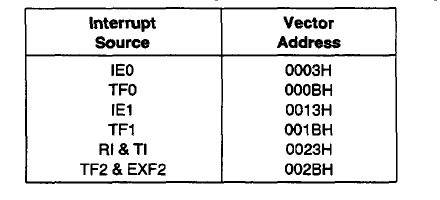 Interrupt Source Vector Address
IE0 0003H
TF0 000BH
IE1 0013H
TF1 001BH
RI & TI 0023H
TF2 & EXF2 002BH